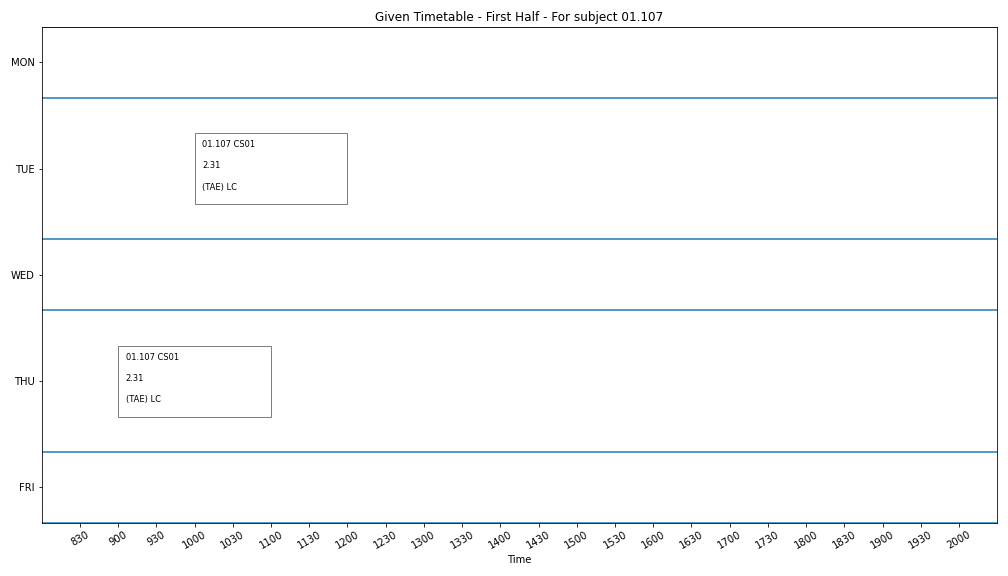 Given Timetable - First Half - For subject 01.107
MON
TUE
01.107 CS01
2.31
(TAE) LC
WED
THU
01.107 CS01
2.31
(TAE) LC
FRI
830 900 930 1000 1030 1100 1130 1200 1230 1300 1330 1400 1430 1500 1530 1600 1630 1700 1730 1800 1830 1900 1930 2000
Time